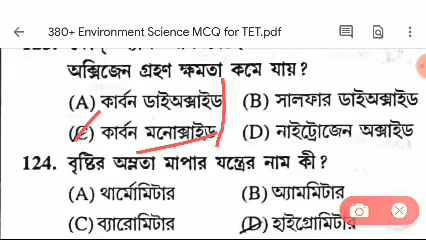 380+ Environment Science MCQ for TET.pdf
অক্সিজেন গ্রহণ ক্ষমতা কমে যায়?
(A) কার্বন ডাইঅক্সাইড (B) সালফার ডাইঅক্সাইড
(C) কার্বন মনোক্সাইড (D) নাইট্রোজেন অক্সাইড
124. বৃষ্টির অম্লতা মাপার যন্ত্রের নাম কী?
(A) থার্মোমিটার (B) অ্যামমিটার
(C) ব্যারোমিটার (D) হাইগ্রোমিটার